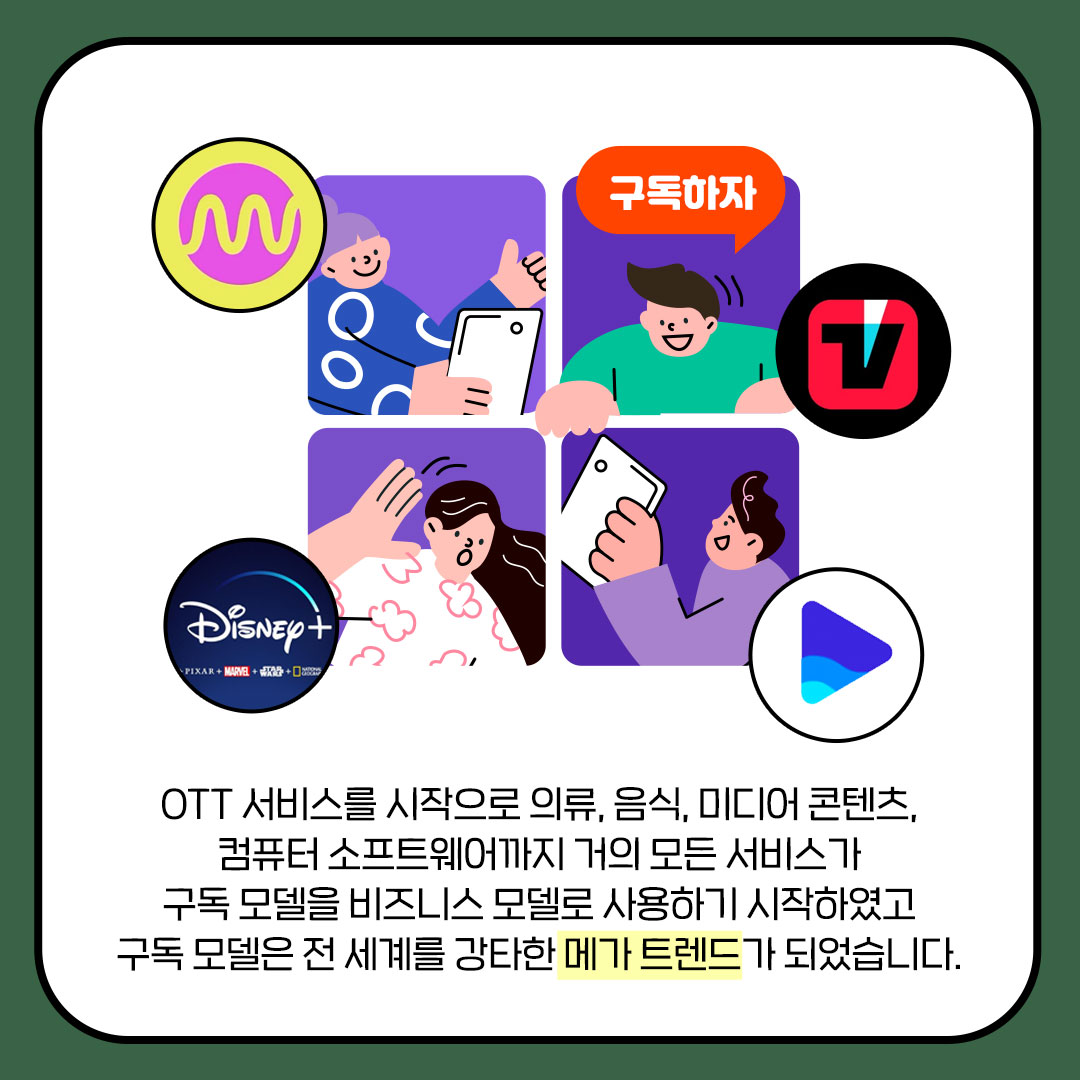 구독하자
DISNEY+
PIXAR + MARVEL + STAR WARS + NATIONAL GEOGRAP
OTT 서비스를 시작으로 의류, 음식, 미디어 콘텐츠,
컴퓨터 소프트웨어까지 거의 모든 서비스가
구독 모델을 비즈니스 모델로 사용하기 시작하였고
구독 모델은 전 세계를 강타한 메가 트렌드가 되었습니다.